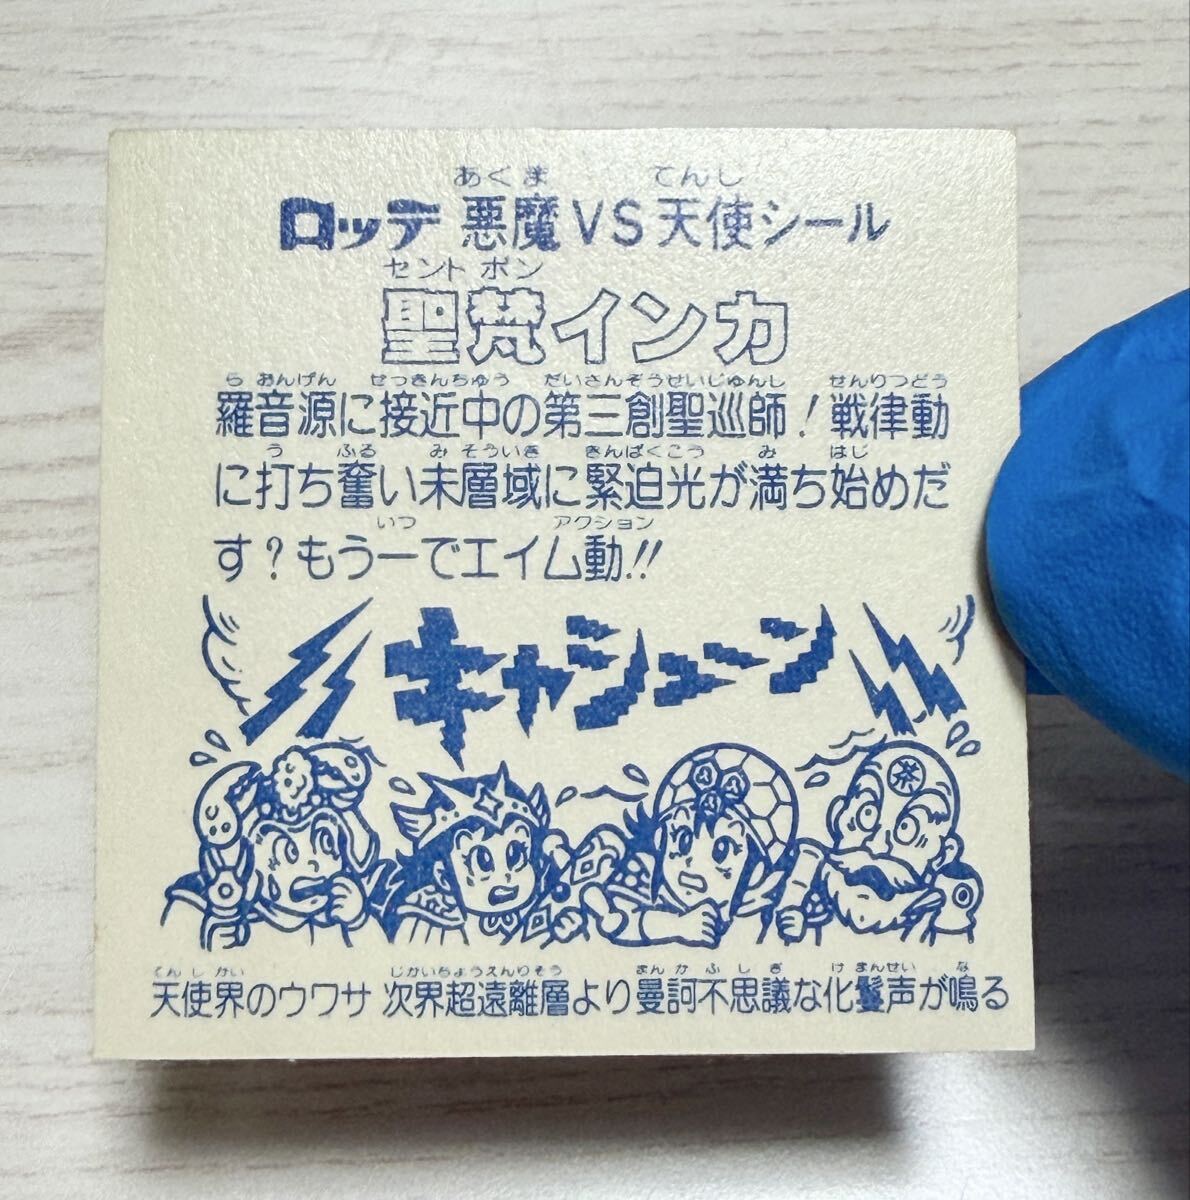 あくま てんし
ロッテ 悪魔VS天使シール
セント ポン
聖梵インカ
らおんげん せっきんちゅう だいさんぞうせいじゅんし せんりつどう
羅音源に接近中の第三創聖巡師!戦律動
う ふる みそういき きんぱくこう み はじ
に打ち奮い未層域に緊迫光が満ち始めだ
いつ アクション
す?もう一でエイム動!!
キャシューン
茶
てんしかい じかいちょうえんりそう まんかふしぎ けまんせい な
天使界のウワサ 次界超遠離層より曼訶不思議な化鬘声が鳴る